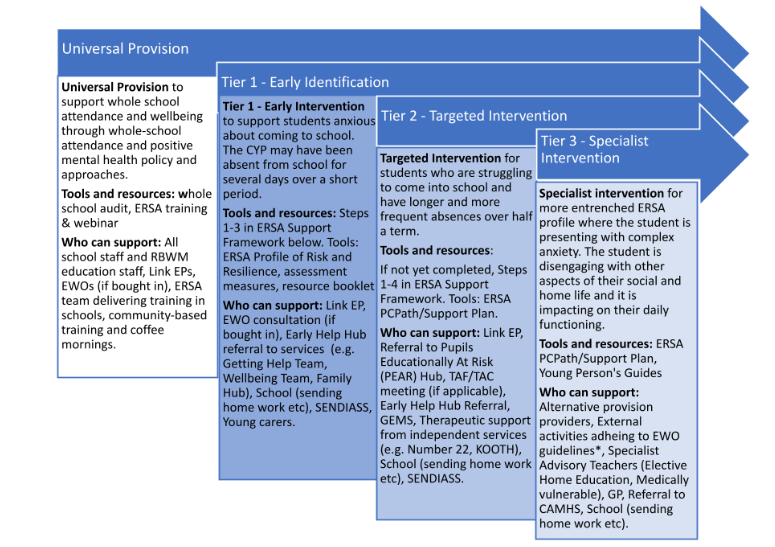 Universal Provision
Universal Provision to
support whole school
attendance and wellbeing
through whole-school
attendance and positive
mental health policy and
approaches.
Tools and resources: whole
school audit, ERSA training
& webinar
Who can support: All
school staff and RBWM
education staff, Link EPs,
EWOs (if bought in), ERSA
team delivering training in
schools, community-based
training and coffee
mornings.
Tier 1 - Early Identification
Tier 1 - Early Intervention
to support students anxious
about coming to school.
The CYP may have been
absent from school for
several days over a short
period.
Tools and resources: Steps
1-3 in ERSA Support
Framework below. Tools:
ERSA Profile of Risk and
Resilience, assessment
measures, resource booklet
Who can support: Link EP,
EWO consultation (if
bought in), Early Help Hub
referral to services (e.g.
Getting Help Team,
Wellbeing Team, Family
Hub), School (sending
home work etc), SENDIASS,
Young carers.
Tier 2 - Targeted Intervention
Targeted Intervention for
students who are struggling
to come into school and
have longer and more
frequent absences over half
a term.
Tools and resources:
If not yet completed, Steps
1-4 in ERSA Support
Framework. Tools: ERSA
PCPath/Support Plan.
Who can support: Link EP,
Referral to Pupils
Educationally At Risk
(PEAR) Hub, TAF/TAC
meeting (if applicable),
Early Help Hub Referral,
GEMS, Therapeutic support
from independent services
(e.g. Number 22, KOOTH),
School (sending home work
etc), SENDIASS.
Tier 3 - Specialist
Intervention
Specialist intervention for
more entrenched ERSA
profile where the student is
presenting with complex
anxiety. The student is
disengaging with other
aspects of their social and
home life and it is
impacting on their daily
functioning.
Tools and resources: ERSA
PCPath/Support Plan,
Young Person's Guides
Who can support:
Alternative provision
providers, External
activities adheing to EWO
guidelines*, Specialist
Advisory Teachers (Elective
Home Education, Medically
vulnerable), GP, Referral to
CAMHS, School (sending
home work etc).